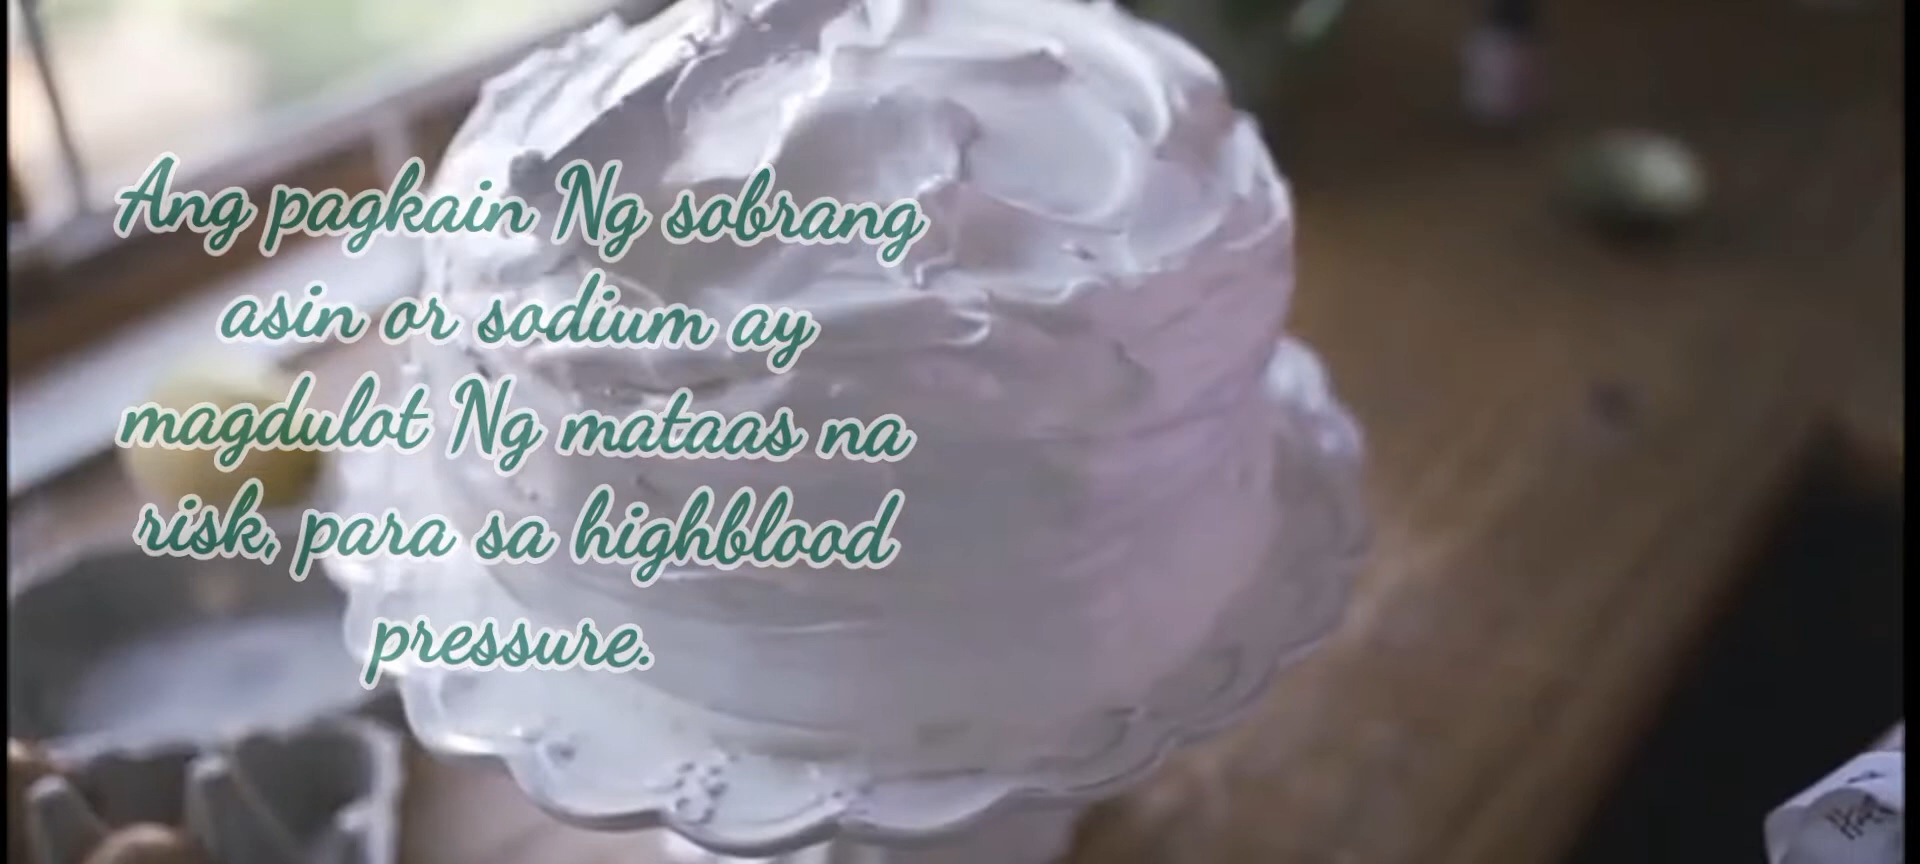 Ang pagkain Ng sobrang
asin or sodium ay
magdulot Ng mataas na
risk, para sa highblood
pressure.